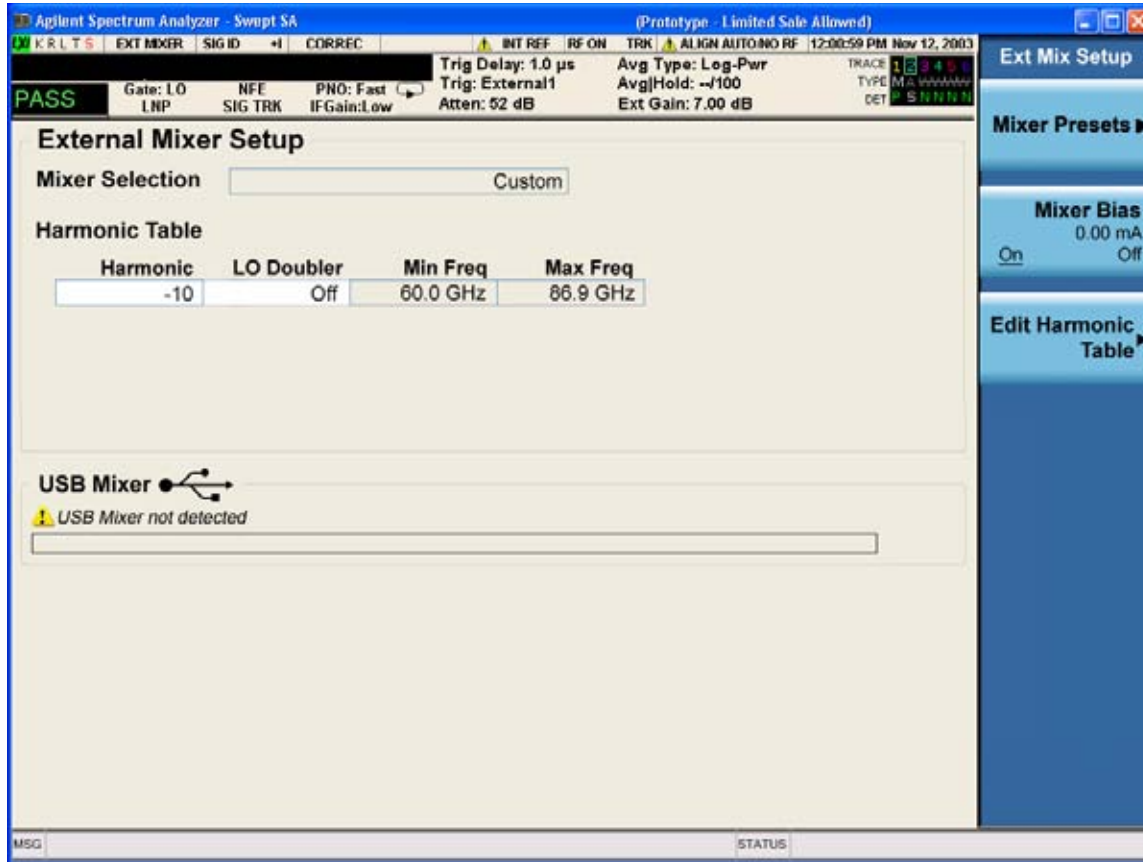 Agilent Spectrum Analyzer - Swept SA (Prototype - Limited Sale Allowed)
K R L T S EXT MIXER SIG ID +I CORREC INT REF RF ON TRK ALIGN AUTO/NO RF 12:00:59 PM Nov 12, 2003
PASS
Gate: LO
LNP
NFE
SIG TRK
PNO: Fast
IFGain:Low
Trig Delay: 1.0 µs
Trig: External1
Atten: 52 dB
Avg Type: Log-Pwr
Avg|Hold: --/100
Ext Gain: 7.00 dB
TRACE 1 2 3 4 5 6
TYPE M A W W W W
DET P S N N N N
External Mixer Setup
Mixer Selection Custom
Harmonic Table
Harmonic LO Doubler Min Freq Max Freq
-10 Off 60.0 GHz 86.9 GHz
USB Mixer
USB Mixer not detected
Ext Mix Setup
Mixer Presets
Mixer Bias
0.00 mA
On Off
Edit Harmonic
Table
MSG STATUS